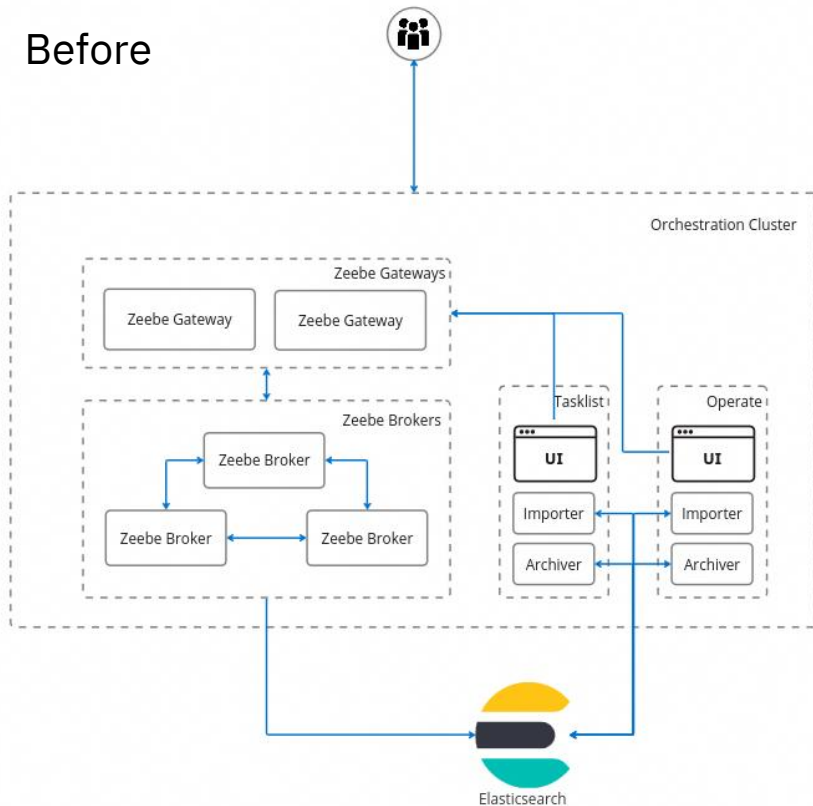 Before
Orchestration Cluster
Zeebe Gateways
Zeebe Gateway
Zeebe Gateway
Zeebe Brokers
Zeebe Broker
Zeebe Broker
Zeebe Broker
Tasklist
UI
Importer
Archiver
Operate
UI
Importer
Archiver
Elasticsearch